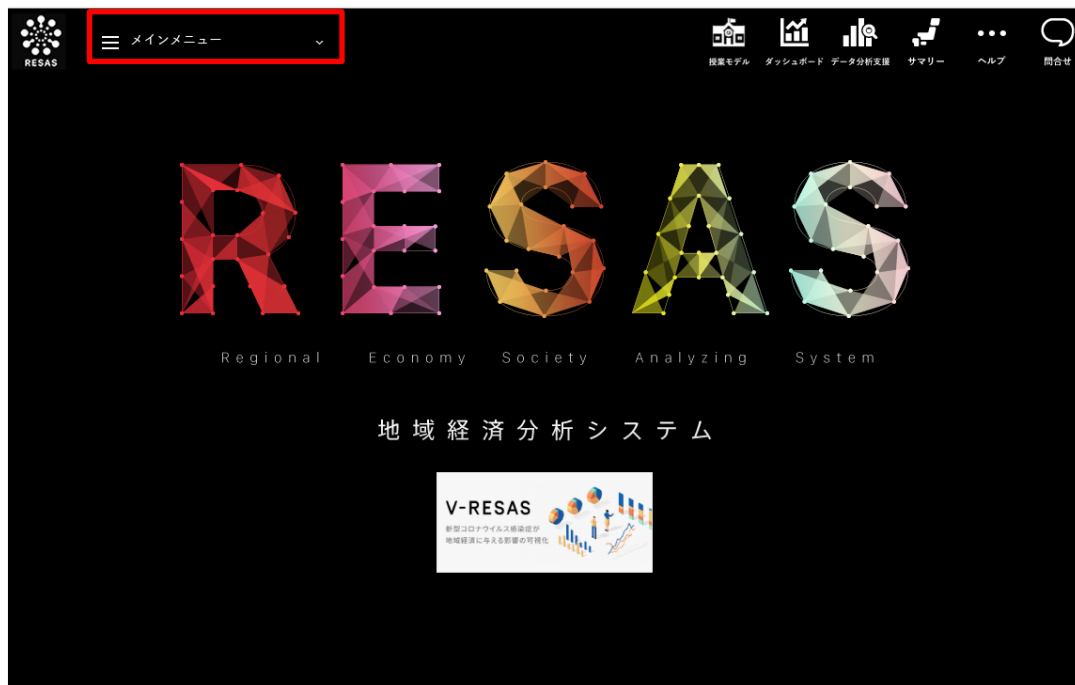 RESAS
メインメニュー
授業モデル
ダッシュボード
データ分析支援
サマリー
ヘルプ
問合せ
RESAS
Regional Economy Society Analyzing System
地域経済分析システム
V-RESAS
新型コロナウイルス感染症が
地域経済に与える影響の可視化